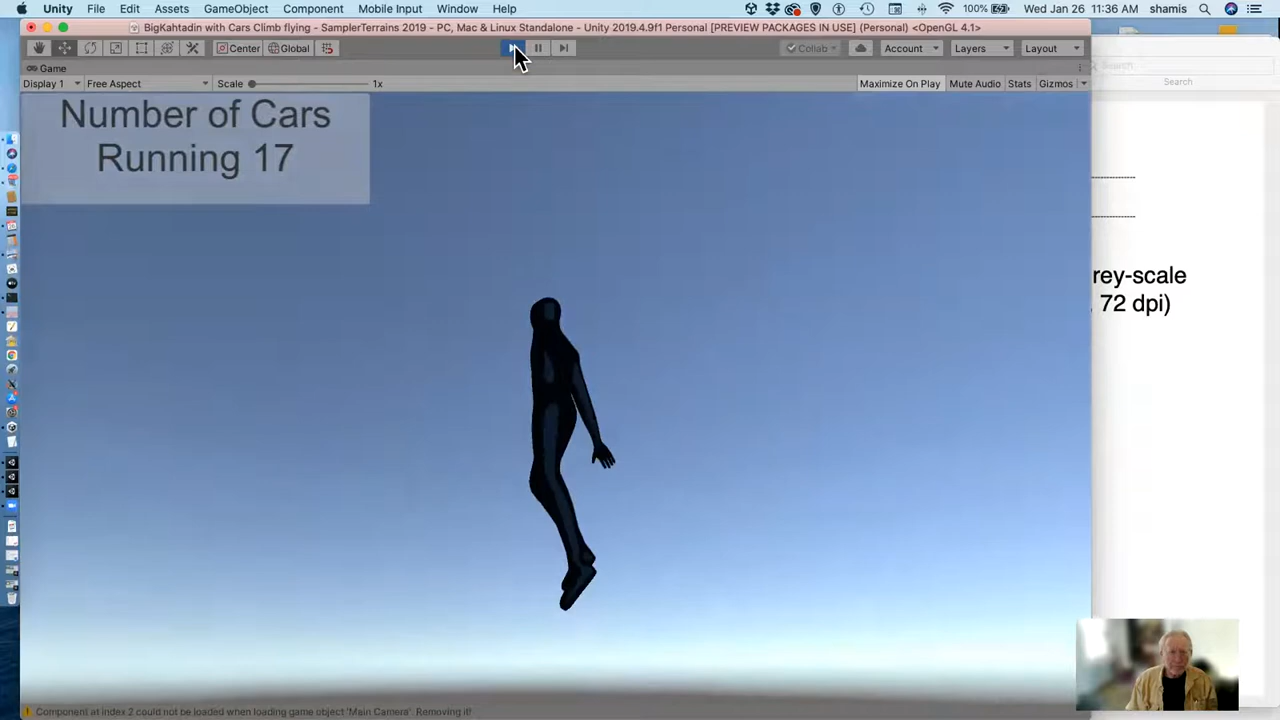 Unity File Edit Assets GameObject Component Mobile Input Window Help 100% Wed Jan 26 11:36 AM shamis
BigKahtadin with Cars Climb flying - SamplerTerrains 2019 - PC, Mac & Linux Standalone - Unity 2019.4.9f1 Personal [PREVIEW PACKAGES IN USE] (Personal) <OpenGL 4.1>
Center Global Collab Account Layers Layout
Game
Search
Display 1 Free Aspect Scale 1x Maximize On Play Mute Audio Stats Gizmos
Search
Number of Cars
Running 17
rey-scale
72 dpi)
Component at index 2 could not be loaded when loading game object 'Main Camera'. Removing it!